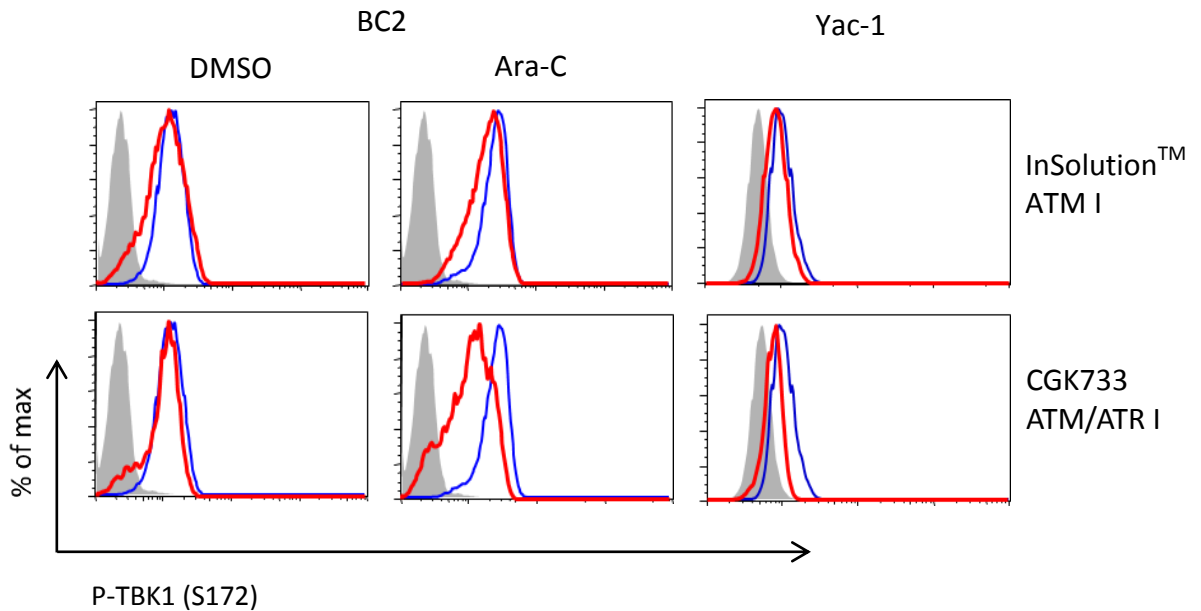 BC2
Yac-1
DMSO
Ara-C
InSolution™
ATM I
CGK733
ATM/ATR I
% of max
P-TBK1 (S172)